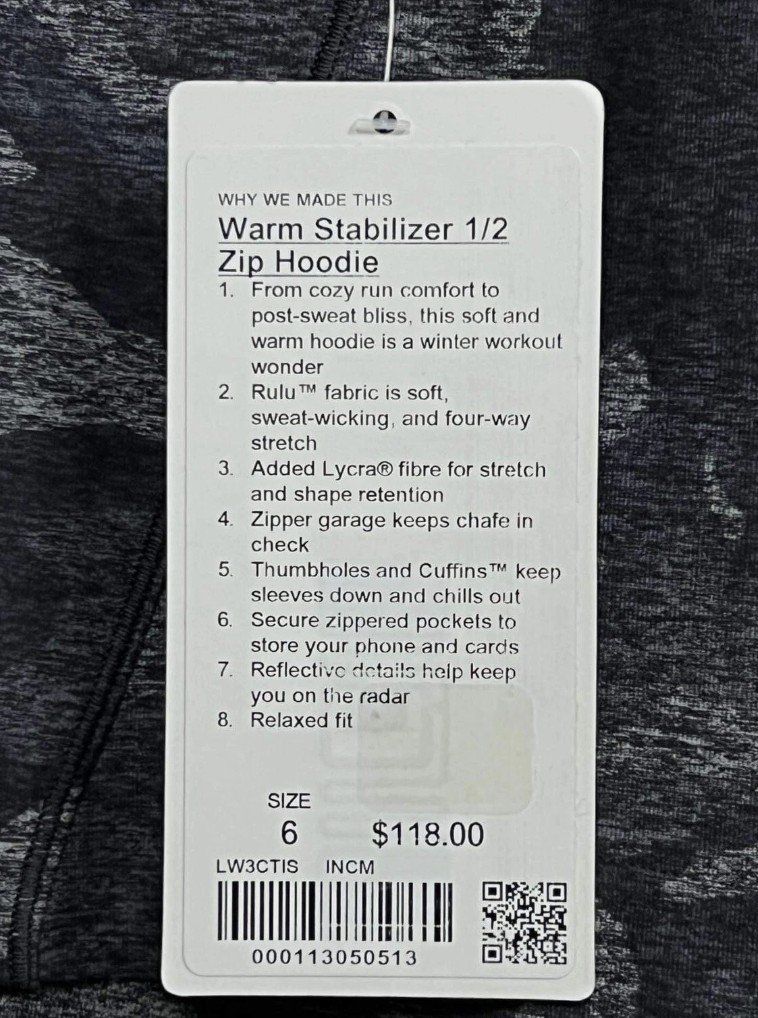 WHY WE MADE THIS
Warm Stabilizer 1/2
Zip Hoodie
1. From cozy run comfort to
post-sweat bliss, this soft and
warm hoodie is a winter workout
wonder
2. Rulu™ fabric is soft,
sweat-wicking, and four-way
stretch
3. Added Lycra® fibre for stretch
and shape retention
4. Zipper garage keeps chafe in
check
5. Thumbholes and Cuffins™ keep
sleeves down and chills out
6. Secure zippered pockets to
store your phone and cards
7. Reflective details help keep
you on the radar
8. Relaxed fit
SIZE
6 $118.00
LW3CTIS INCM
000113050513